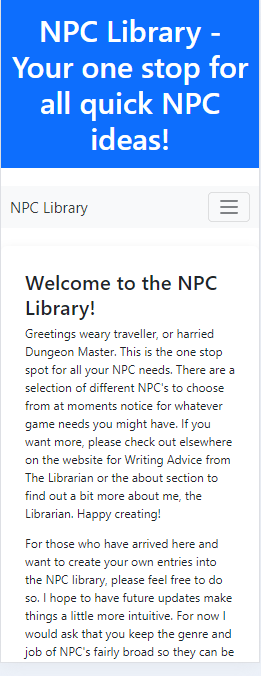 NPC Library -
Your one stop for
all quick NPC
ideas!
NPC Library
Welcome to the NPC
Library!
Greetings weary traveller, or harried
Dungeon Master. This is the one stop
spot for all your NPC needs. There are a
selection of different NPC's to choose
from at moments notice for whatever
game needs you might have. If you
want more, please check out elsewhere
on the website for Writing Advice from
The Librarian or the about section to
find out a bit more about me, the
Librarian. Happy creating!
For those who have arrived here and
want to create your own entries into
the NPC library, please feel free to do
so. I hope to have future updates make
things a little more intuitive. For now I
would ask that you keep the genre and
job of NPC's fairly broad so they can be